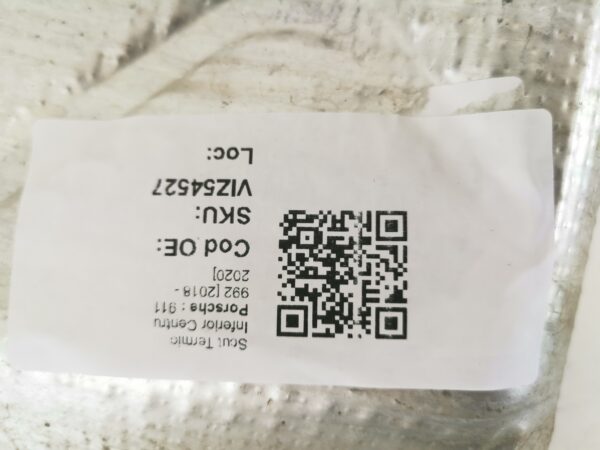 Scut Termic
Inferior Centru
Porsche : 911
992 [2018 -
2020]
Cod OE:
SKU:
VIZ54527
Loc: